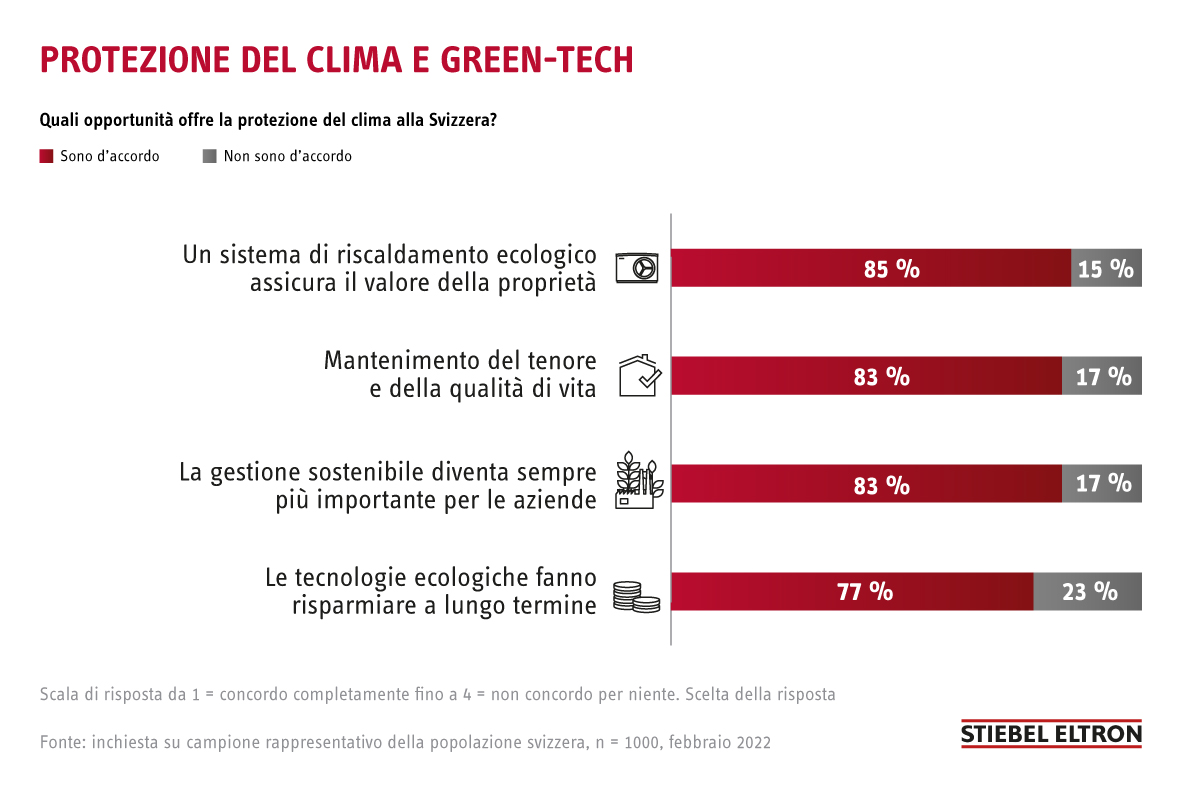 PROTEZIONE DEL CLIMA E GREEN-TECH
Quali opportunità offre la protezione del clima alla Svizzera?
Sono d'accordo
Non sono d'accordo
Un sistema di riscaldamento ecologico
assicura il valore della proprietà
85 %
15 %
Mantenimento del tenore
e della qualità di vita
83 %
17 %
La gestione sostenibile diventa sempre
più importante per le aziende
83 %
17 %
Le tecnologie ecologiche fanno
risparmiare a lungo termine
77 %
23 %
Scala di risposta da 1 = concordo completamente fino a 4 = non concordo per niente. Scelta della risposta
Fonte: inchiesta su campione rappresentativo della popolazione svizzera, n = 1000, febbraio 2022
STIEBEL ELTRON